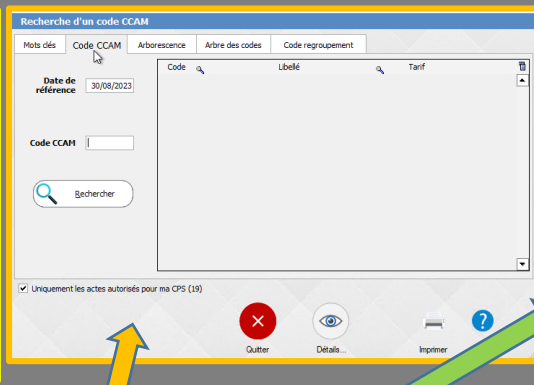 Recherche d'un code CCAM
Mots clés Code CCAM Arborescence Arbre des codes Code regroupement
Code Libellé Tarif
Date de
référence 30/08/2023
Code CCAM
Rechercher
Uniquement les actes autorisés pour ma CPS (19)
Quitter Détails... Imprimer ?